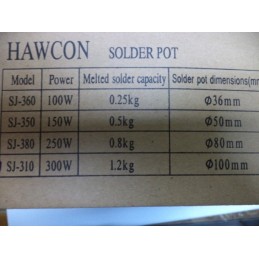 HAWCON SOLDER POT
Model Power Melted solder capacity Solder pot dimensions(m
SJ-360 100W 0.25kg Φ36mm
SJ-350 150W 0.5kg Φ50mm
SJ-380 250W 0.8kg Φ80mm
SJ-310 300W 1.2kg Φ100mm